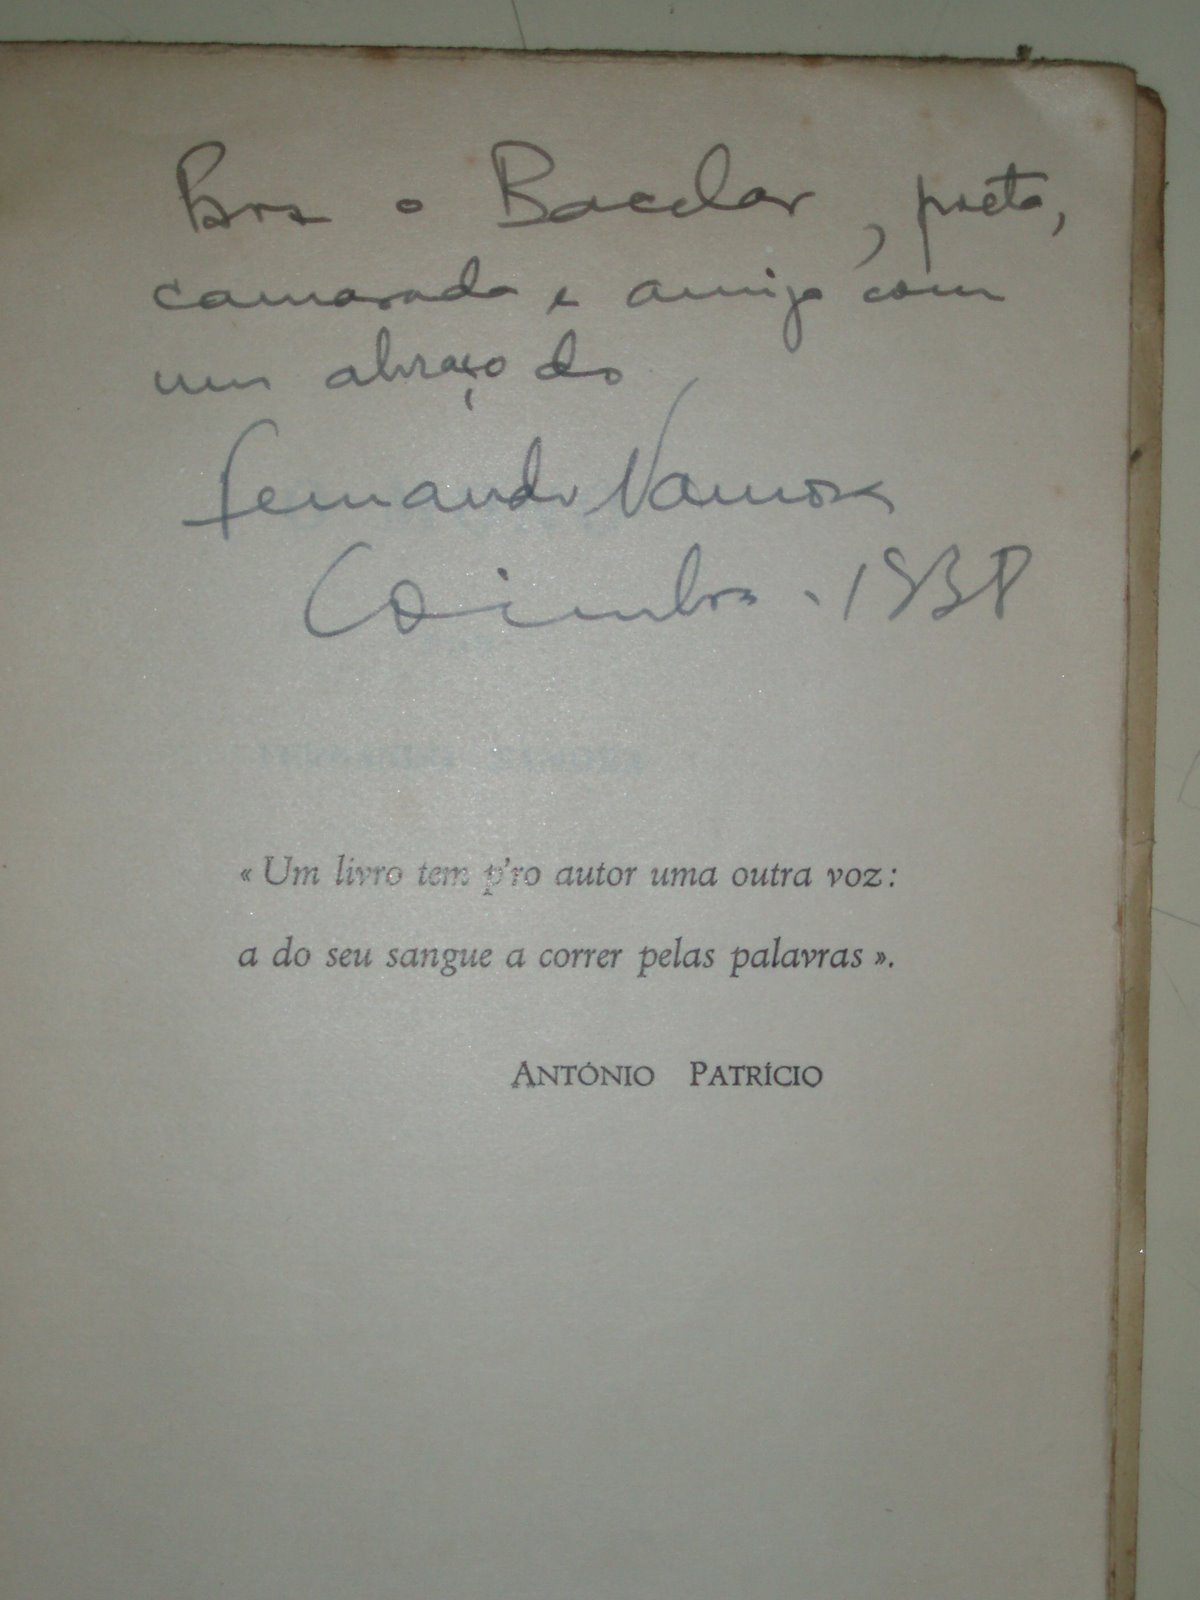 Para o Bacelar, poeta,
camarada e amigo com
um abraço do
Fernando Namora
Coimbra - 1938
« Um livro tem p'ro autor uma outra voz:
a do seu sangue a correr pelas palavras ».
ANTÓNIO PATRÍCIO